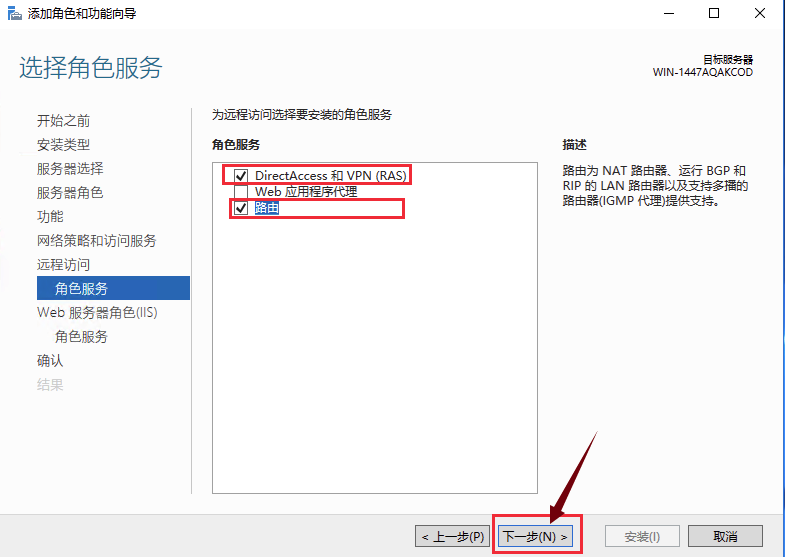 添加角色和功能向导
选择角色服务
目标服务器
WIN-1447AQAKCOD
开始之前
安装类型
服务器选择
服务器角色
功能
网络策略和访问服务
远程访问
角色服务
Web 服务器角色(IIS)
角色服务
确认
结果
为远程访问选择要安装的角色服务
角色服务
DirectAccess 和 VPN (RAS)
Web 应用程序代理
路由
描述
路由为 NAT 路由器、运行 BGP 和
RIP 的 LAN 路由器以及支持多播的
路由器(IGMP 代理)提供支持。
< 上一步(P)
下一步(N) >
安装(I)
取消